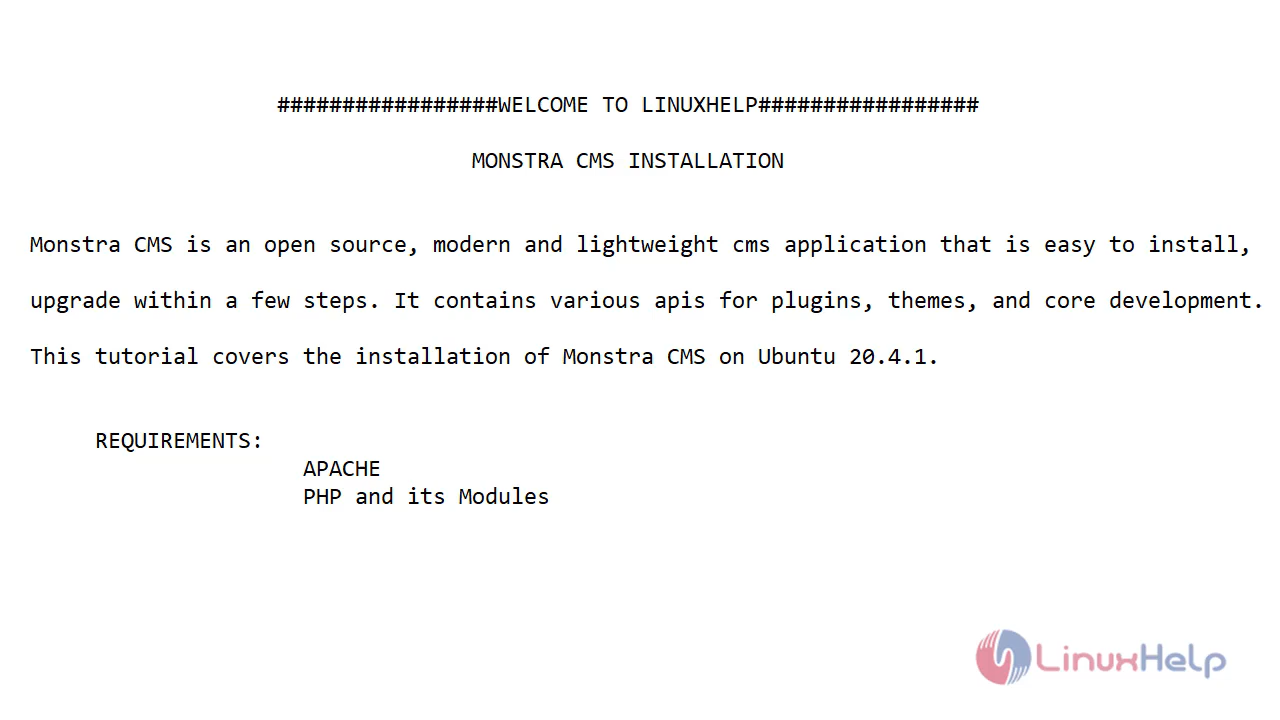 #################WELCOME TO LINUXHELP#################
MONSTRA CMS INSTALLATION
Monstra CMS is an open source, modern and lightweight cms application that is easy to install,
upgrade within a few steps. It contains various apis for plugins, themes, and core development.
This tutorial covers the installation of Monstra CMS on Ubuntu 20.4.1.
REQUIREMENTS:
APACHE
PHP and its Modules
LinuxHelp